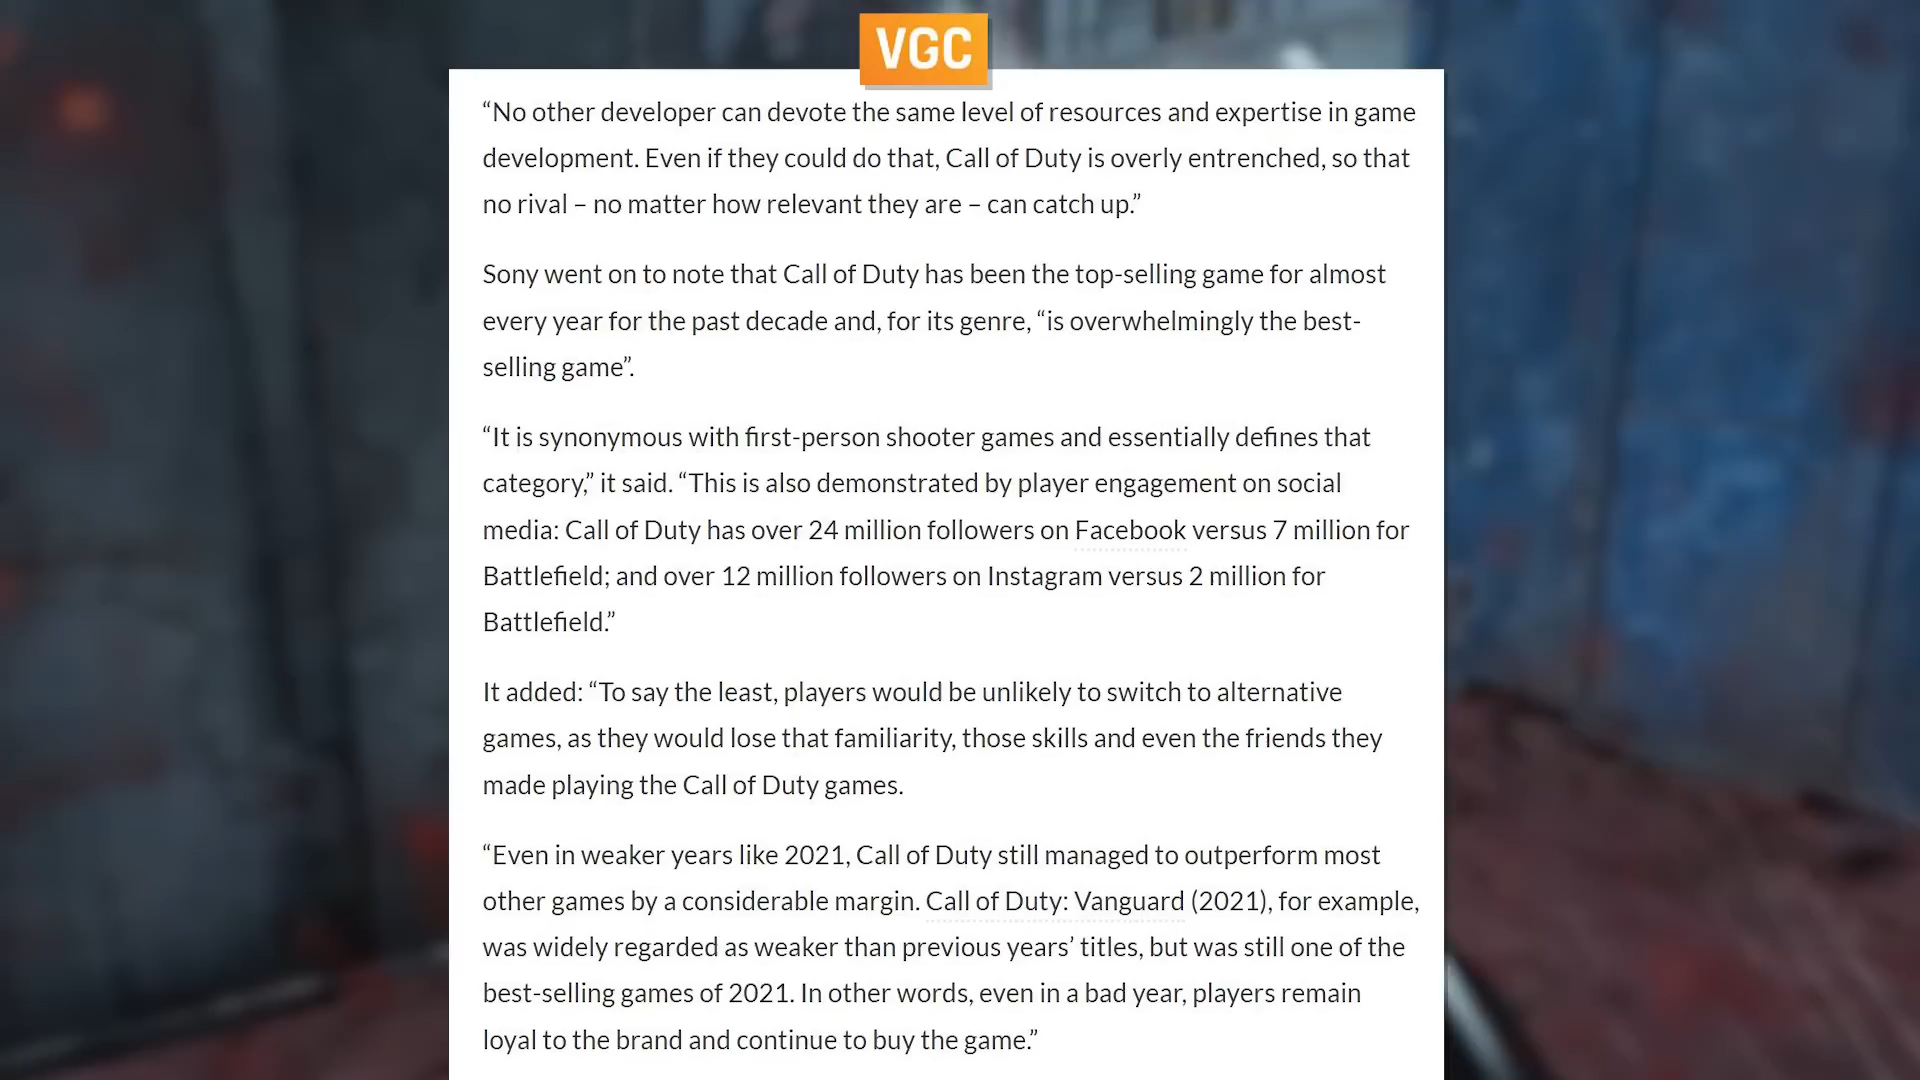 VGC
“No other developer can devote the same level of resources and expertise in game
development. Even if they could do that, Call of Duty is overly entrenched, so that
no rival – no matter how relevant they are – can catch up.”
Sony went on to note that Call of Duty has been the top-selling game for almost
every year for the past decade and, for its genre, “is overwhelmingly the best-
selling game”.
“It is synonymous with first-person shooter games and essentially defines that
category,” it said. “This is also demonstrated by player engagement on social
media: Call of Duty has over 24 million followers on Facebook versus 7 million for
Battlefield; and over 12 million followers on Instagram versus 2 million for
Battlefield.”
It added: “To say the least, players would be unlikely to switch to alternative
games, as they would lose that familiarity, those skills and even the friends they
made playing the Call of Duty games.
“Even in weaker years like 2021, Call of Duty still managed to outperform most
other games by a considerable margin. Call of Duty: Vanguard (2021), for example,
was widely regarded as weaker than previous years’ titles, but was still one of the
best-selling games of 2021. In other words, even in a bad year, players remain
loyal to the brand and continue to buy the game.”